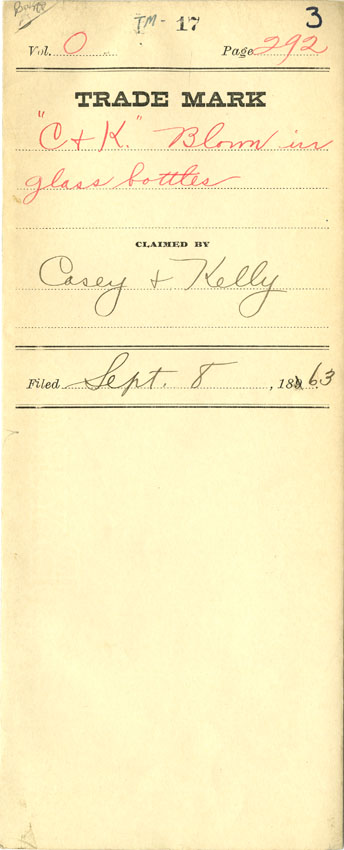 TM- 17 3
Vol. O Page 292
TRADE MARK
"C & K." Blown in
glass bottles
CLAIMED BY
Casey & Kelly
Filed Sept. 8, 1863